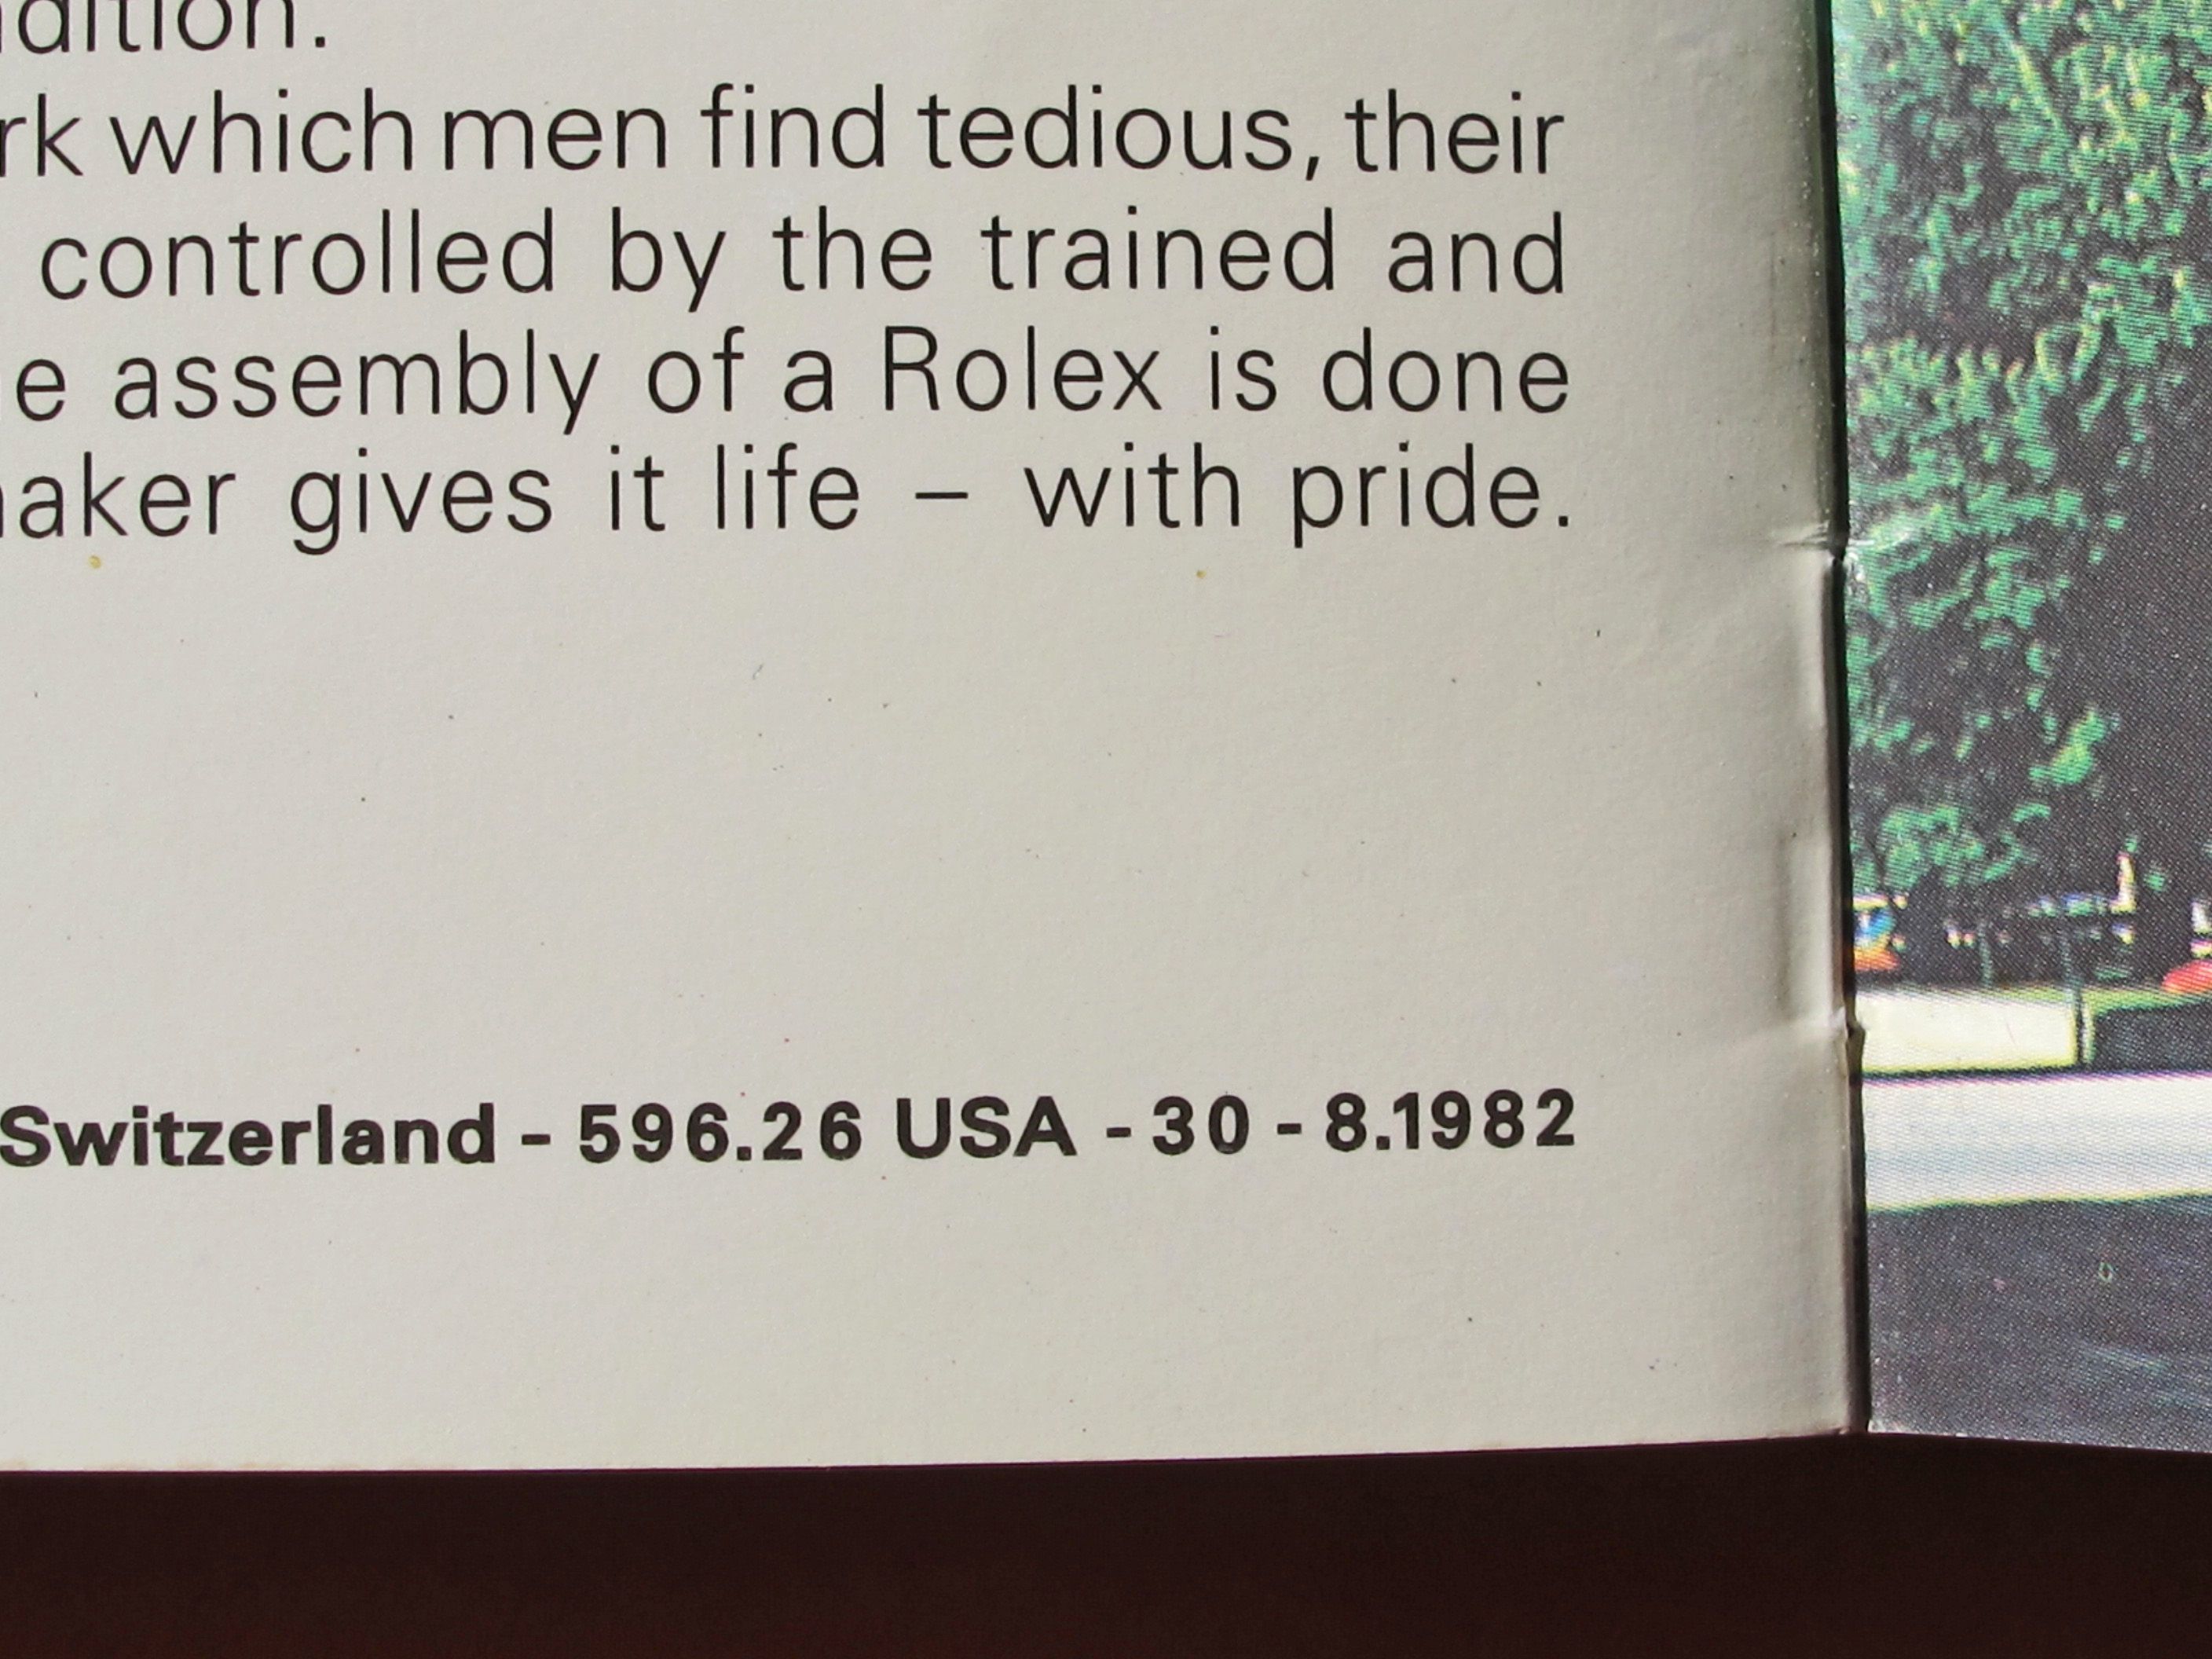 dition.
rk which men find tedious, their
controlled by the trained and
e assembly of a Rolex is done
aker gives it life – with pride.
Switzerland - 596.26 USA - 30 - 8.1982